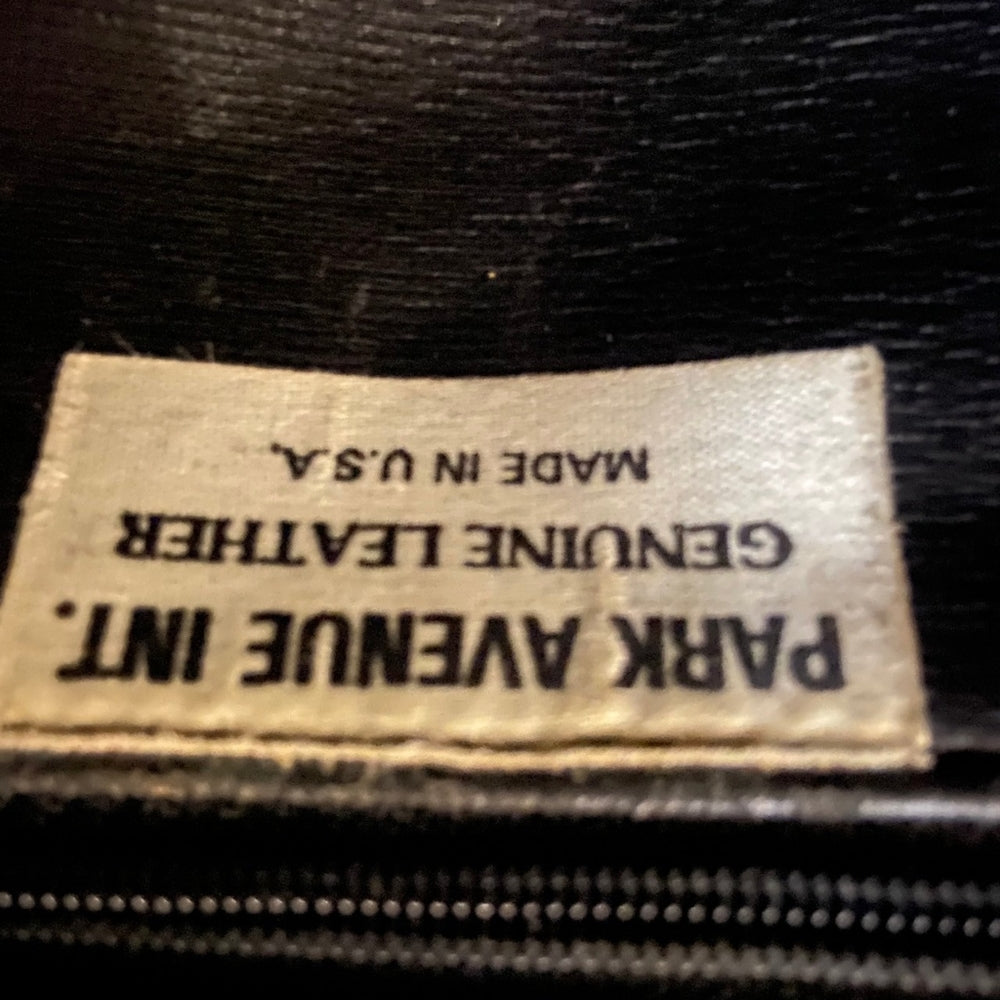 PARK AVENUE INT.
GENUINE LEATHER
MADE IN U.S.A.